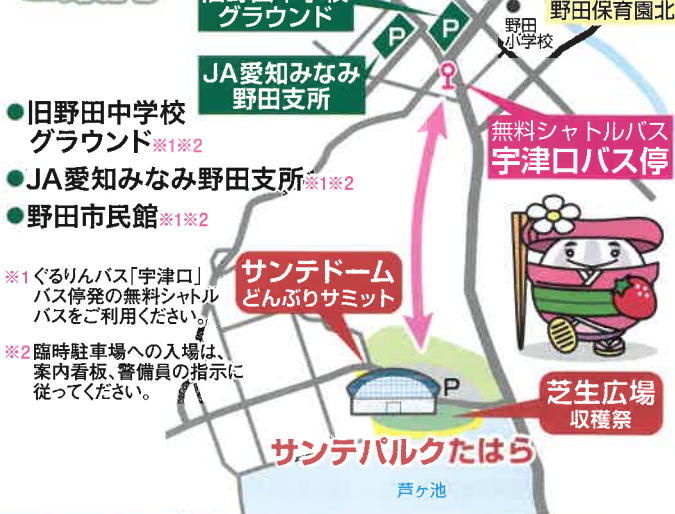 グラウンド
野田保育園北
野田
小学校
P
P
JA愛知みなみ
野田支所
●旧野田中学校
グラウンド※1※2
●JA愛知みなみ野田支所※1※2
●野田市民館※1※2
無料シャトルバス
宇津口バス停
※1 ぐるりんバス「宇津口」
バス停発の無料シャトル
バスをご利用ください。
※2 臨時駐車場への入場は、
案内看板、警備員の指示に
従ってください。
サンテドーム
どんぶりサミット
P
芝生広場
収穫祭
サンテパルクたはら
芦ヶ池